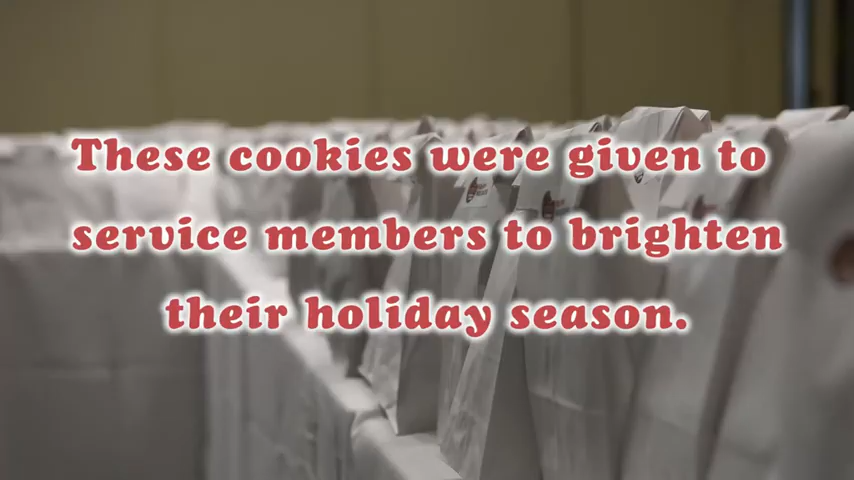 These cookies were given to
service members to brighten
their holiday season.